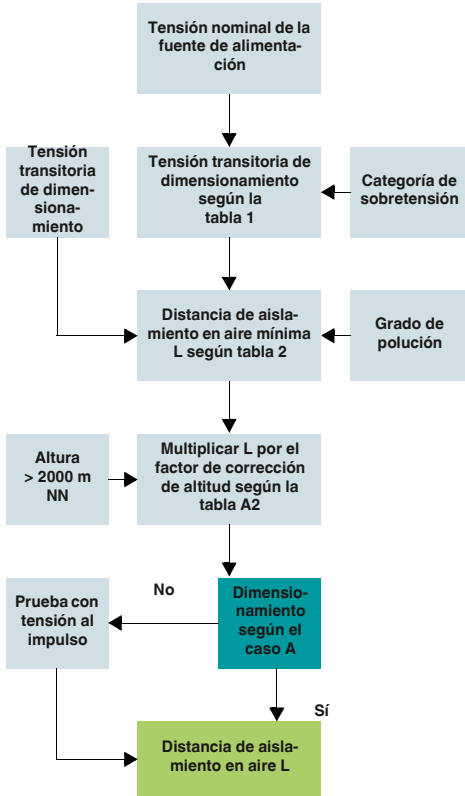 Tensión nominal de la
fuente de alimenta-
ción
Tensión
transitoria
de dimen-
siona-
miento
Tensión transitoria de
dimensionamiento
según la
tabla 1
Categoría de
sobretensión
Distancia de aisla-
miento en aire mínima
L según tabla 2
Grado de
polución
Altura
> 2000 m
NN
Multiplicar L por el
factor de corrección
de altitud según la
tabla A2
No
Prueba con
tensión al
impulso
Dimensio-
namiento
según el
caso A
Sí
Distancia de aisla-
miento en aire L